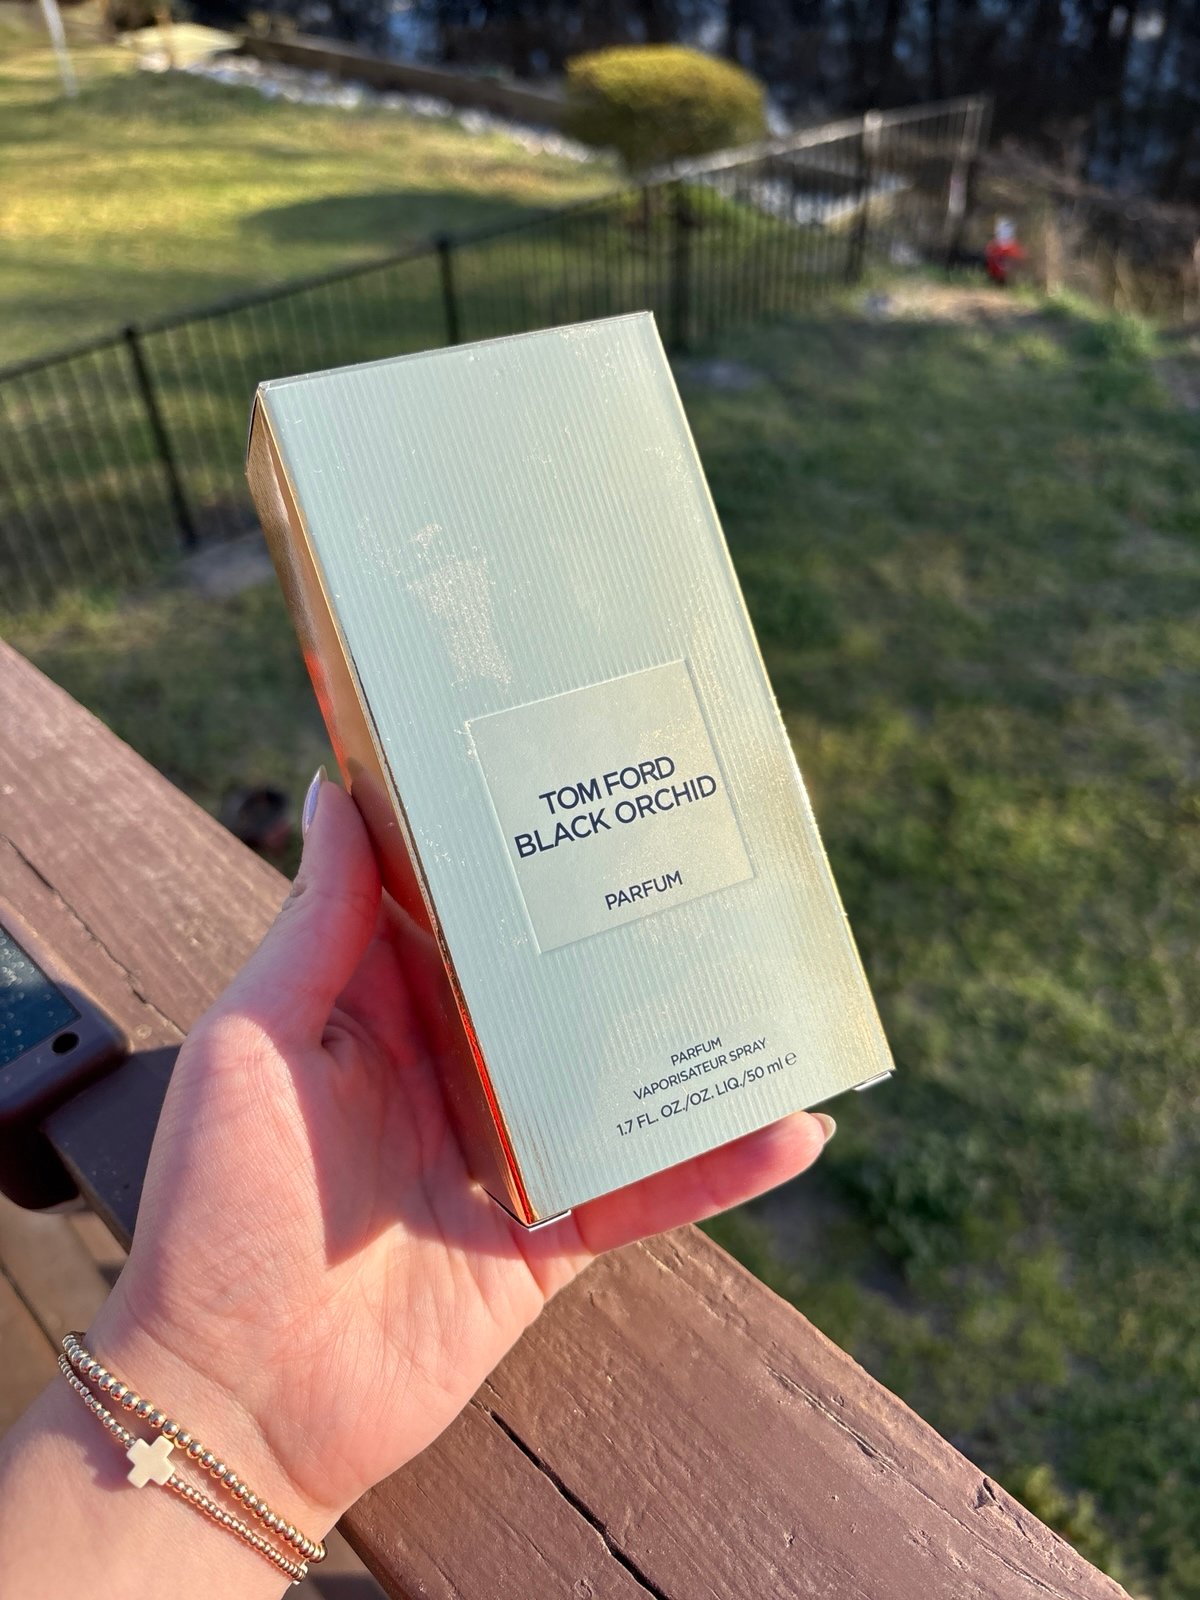 TOM FORD
BLACK ORCHID
PARFUM
PARFUM
VAPORISATEUR SPRAY
1.7 FL. OZ./OZ. LIQ./50 ml ℮